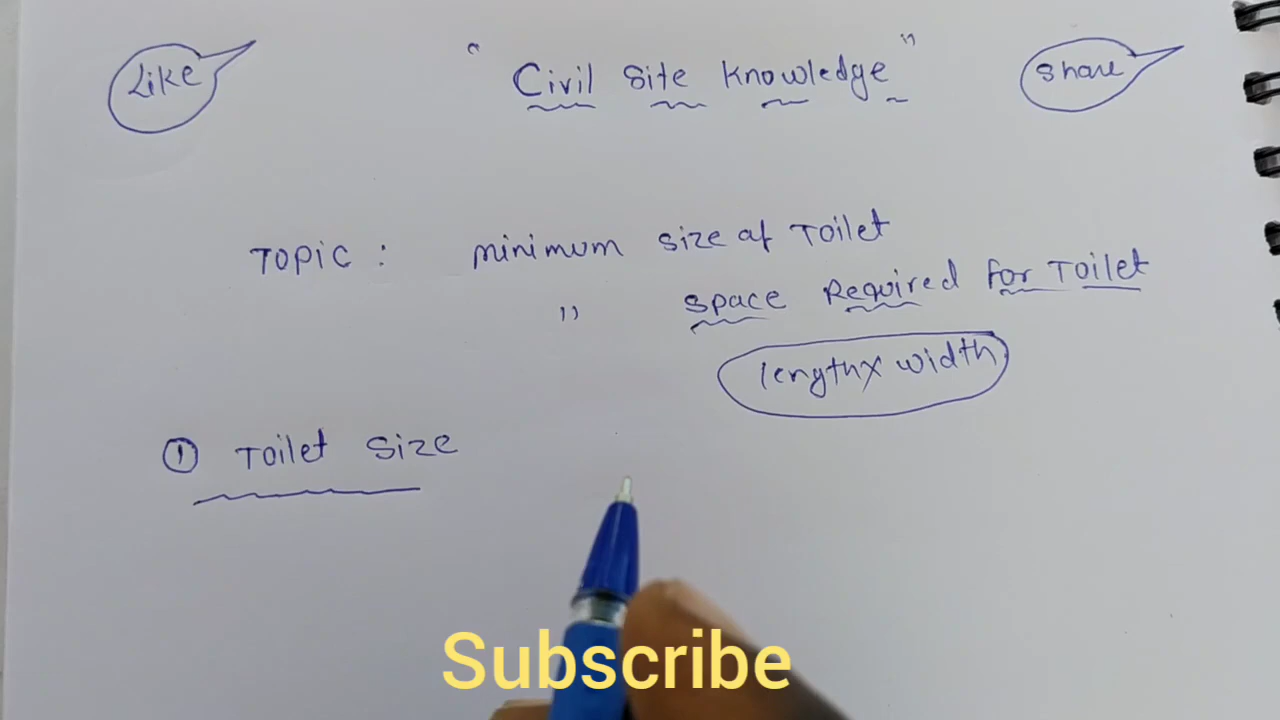 Like
" Civil Site Knowledge "
Share
TOPIC : minimum size of Toilet
" space Required for Toilet
length x width
① Toilet Size
Subscribe